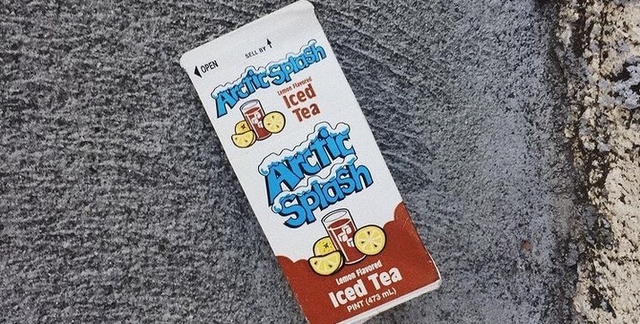 OPEN
SELL BY
Arctic Splash
Lemon Flavored
Iced
Tea
Arctic
Splash
Lemon Flavored
Iced Tea
PINT (473 mL)